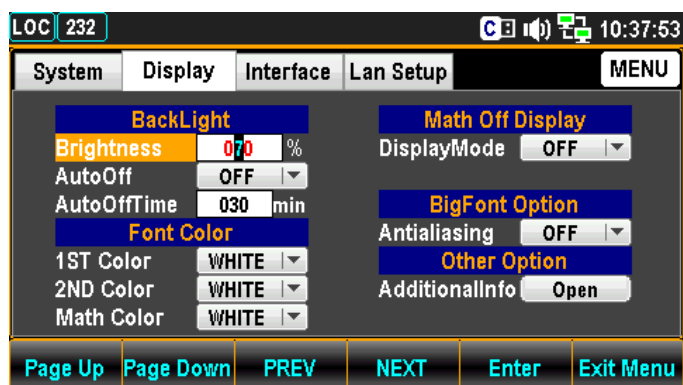 LOC 232 C 10:37:53
System Display Interface Lan Setup MENU
BackLight
Brightness 070 %
AutoOff OFF
AutoOffTime 030 min
Font Color
1ST Color WHITE
2ND Color WHITE
Math Color WHITE
Math Off Display
DisplayMode OFF
BigFont Option
Antialiasing OFF
Other Option
AdditionalInfo Open
Page Up Page Down PREV NEXT Enter Exit Menu